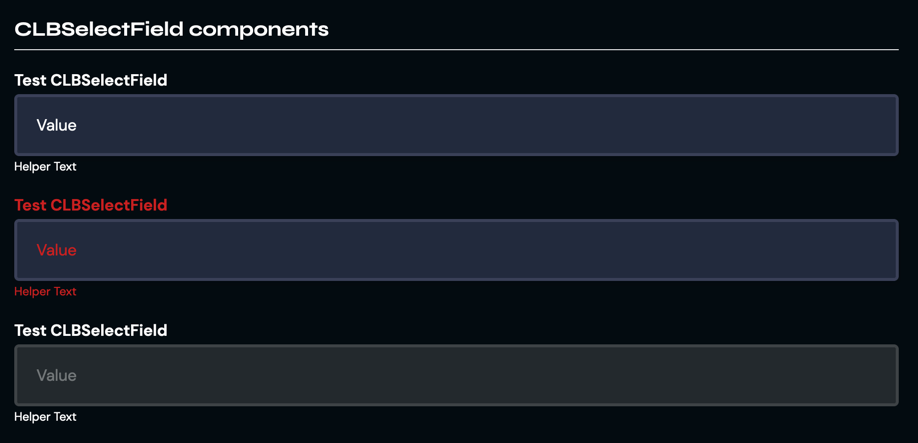 CLBSelectField components
Test CLBSelectField
Value
Helper Text
Test CLBSelectField
Value
Helper Text
Test CLBSelectField
Value
Helper Text